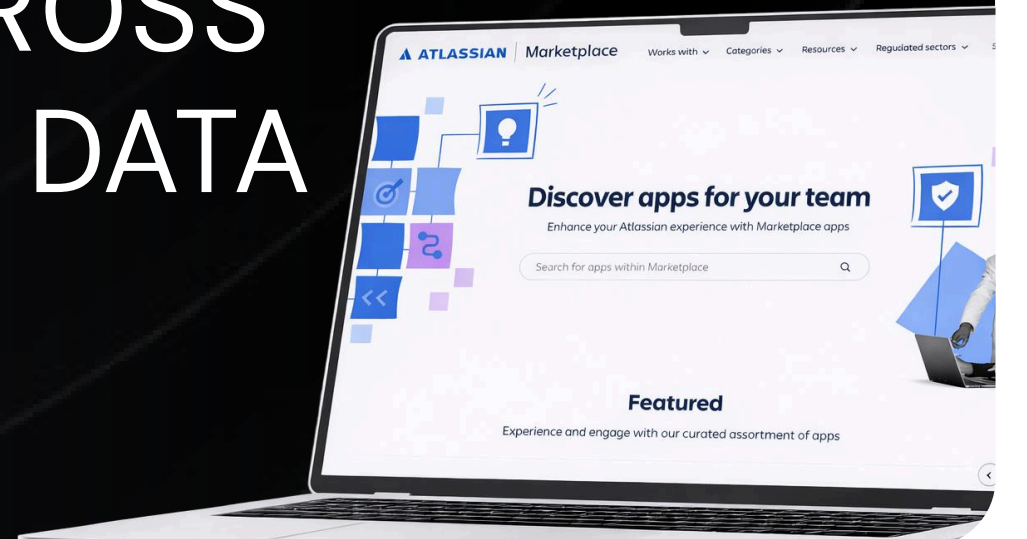 ROSS
DATA
ATLASSIAN Marketplace
Works with
Categories
Resources
Regulated sectors
Discover apps for your team
Enhance your Atlassian experience with Marketplace apps
Search for apps within Marketplace
Featured
Experience and engage with our curated assortment of apps